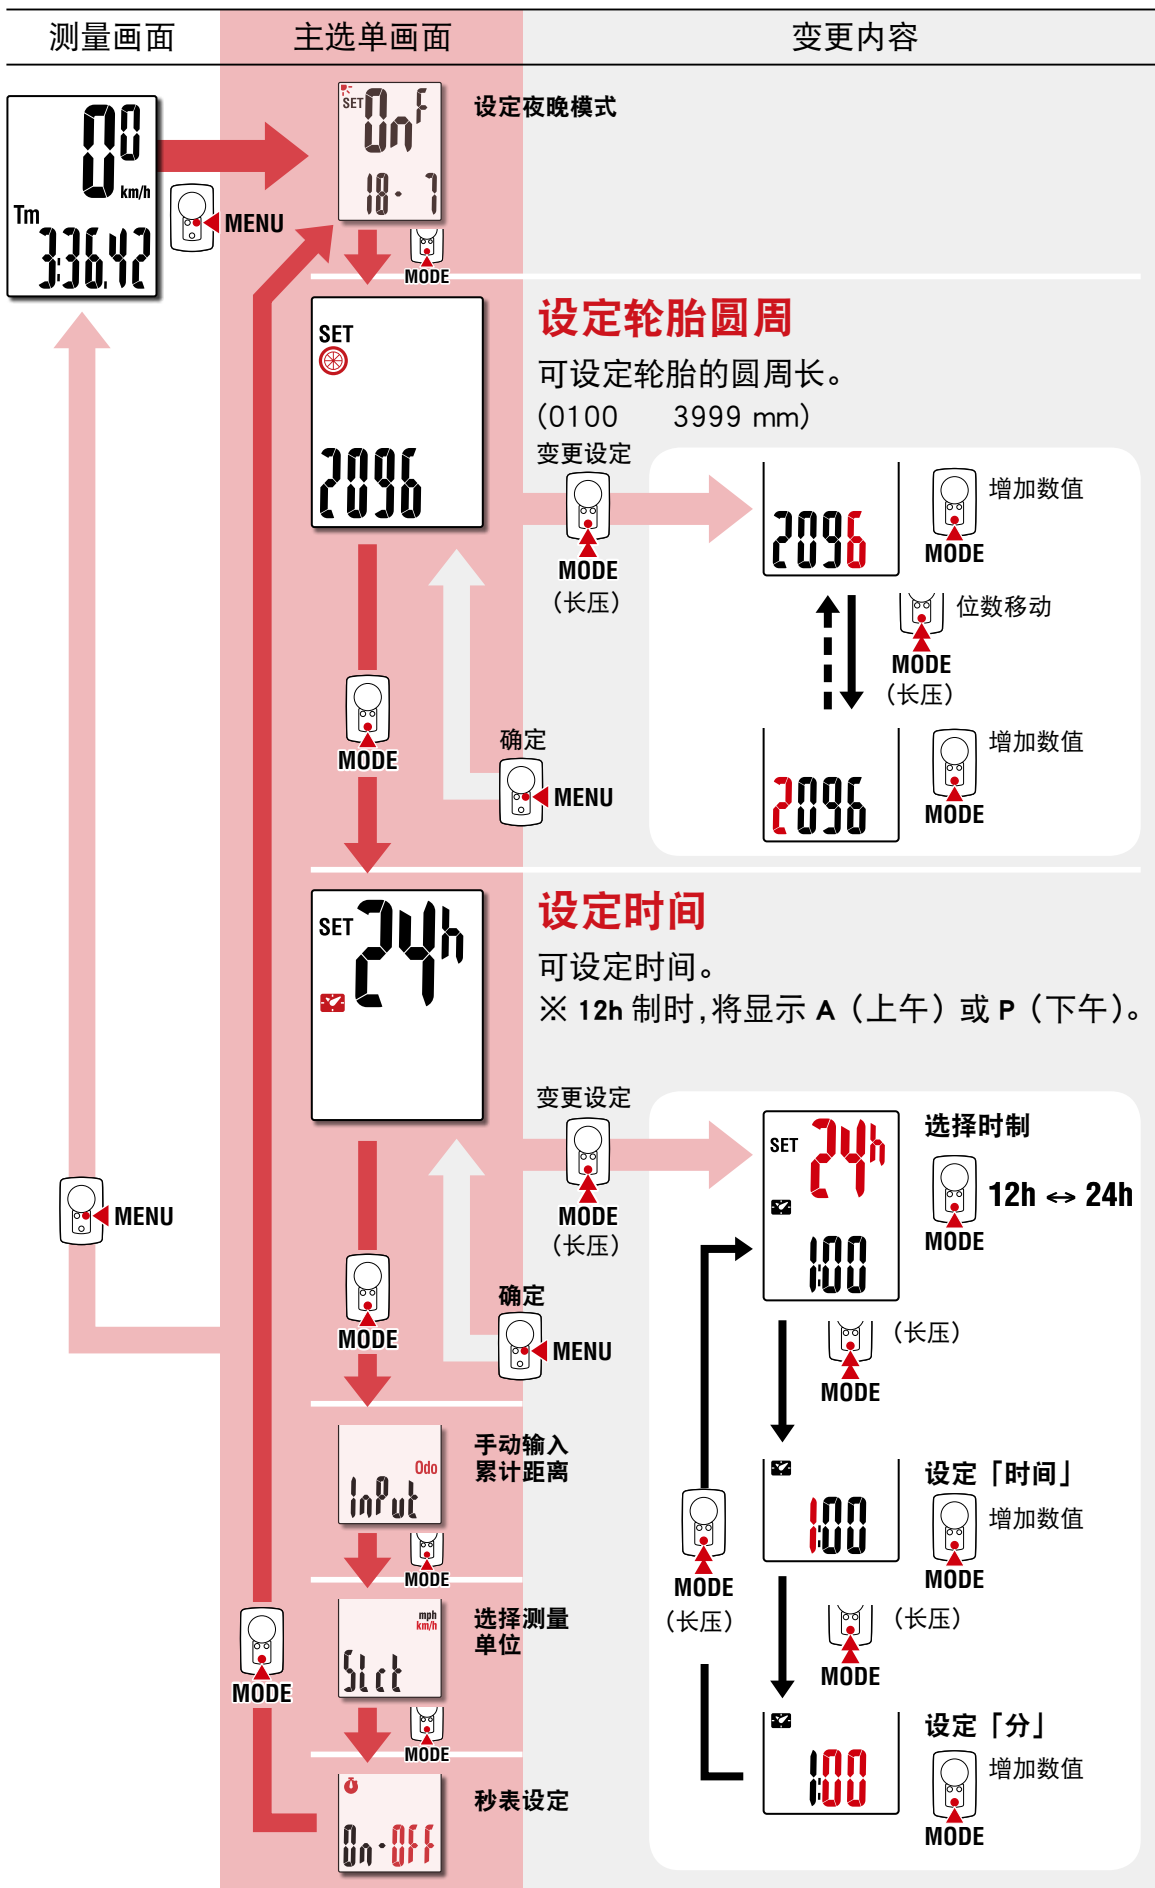 测量画面
主选单画面
变更内容
0 0
km/h
Tm
3:36.42
MENU
SET
On F
18 - 7
设定夜晚模式
MODE
SET
2096
设定轮胎圆周
可设定轮胎的圆周长。
(0100 3999 mm)
变更设定
MODE
(长压)
2096
增加数值
MODE
位数移动
MODE
(长压)
2096
增加数值
MODE
MODE
确定
MENU
SET
24h
设定时间
可设定时间。
※ 12h 制时,将显示 A (上午) 或 P (下午)。
变更设定
MODE
(长压)
SET
24h
1:00
选择时制
12h ↔ 24h
MODE
MENU
MODE
确定
MENU
(长压)
MODE
手动输入
累计距离
Odo
InPut
MODE
1:00
设定「时间」
增加数值
MODE
MODE
(长压)
(长压)
MODE
选择测量
单位
mph
km/h
Slct
MODE
MODE
1:00
设定「分」
增加数值
MODE
秒表设定
On-OFF